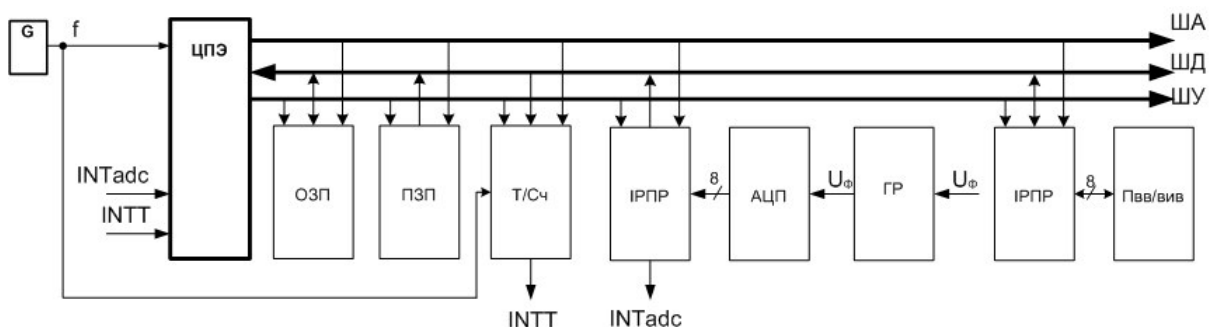 G
f
ЦПЭ
ША
ШД
ШУ
INTadc
INTT
ОЗП
ПЗП
Т/Сч
ІРПР
8
АЦП
Uф
ГР
Uф
ІРПР
8
Пвв/вив
INTT
INTadc